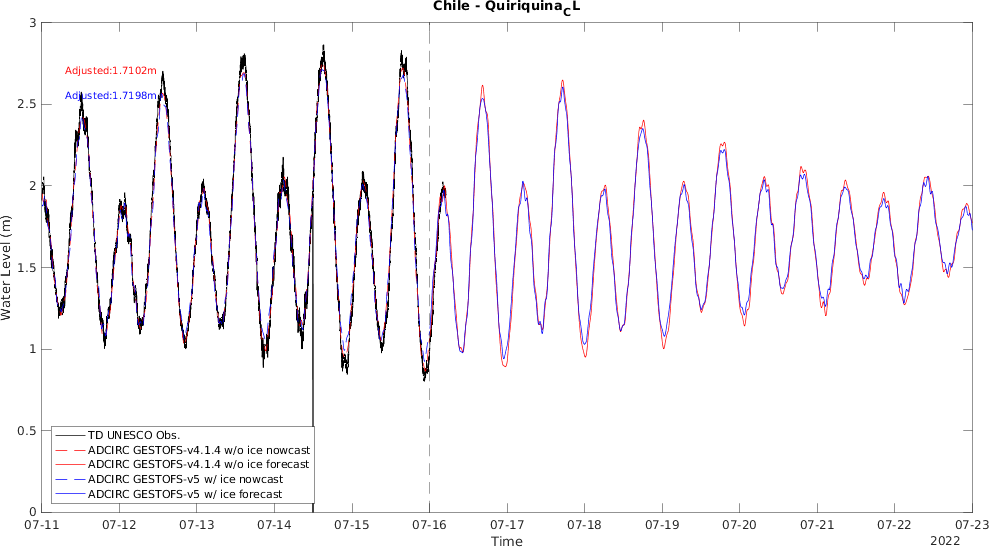 Chile - Quiriquina_CL
3
Adjusted:1.7102m
Adjusted:1.7198m
2.5
2
1.5
1
0.5
0
Water Level (m)
TD UNESCO Obs.
ADCIRC GESTOFS-v4.1.4 w/o ice nowcast
ADCIRC GESTOFS-v4.1.4 w/o ice forecast
ADCIRC GESTOFS-v5 w/ ice nowcast
ADCIRC GESTOFS-v5 w/ ice forecast
07-11 07-12 07-13 07-14 07-15 07-16 07-17 07-18 07-19 07-20 07-21 07-22 07-23
Time
2022